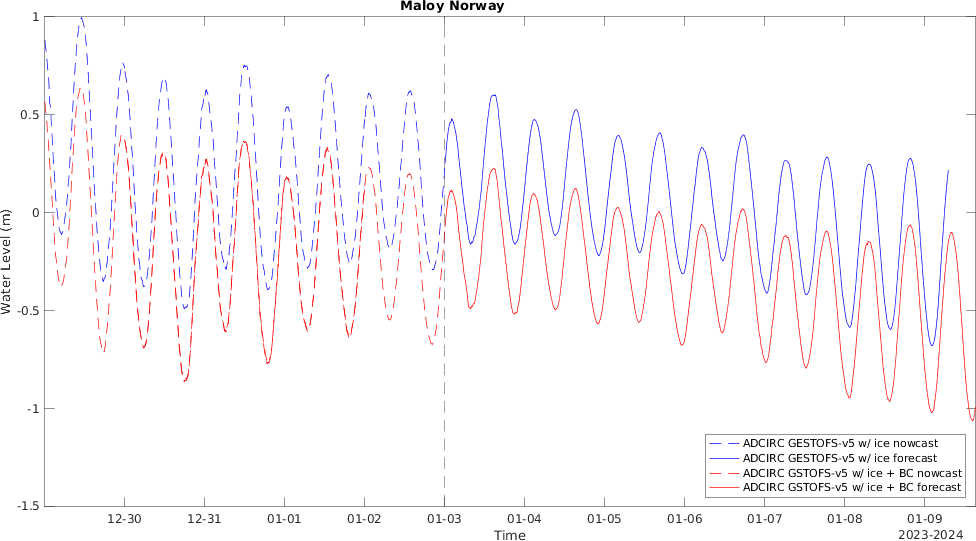 Maloy Norway
1
0.5
0
-0.5
-1
-1.5
Water Level (m)
ADCIRC GESTOFS-v5 w/ ice nowcast
ADCIRC GESTOFS-v5 w/ ice forecast
ADCIRC GSTOFS-v5 w/ ice + BC nowcast
ADCIRC GSTOFS-v5 w/ ice + BC forecast
12-30 12-31 01-01 01-02 01-03 01-04 01-05 01-06 01-07 01-08 01-09
Time
2023-2024